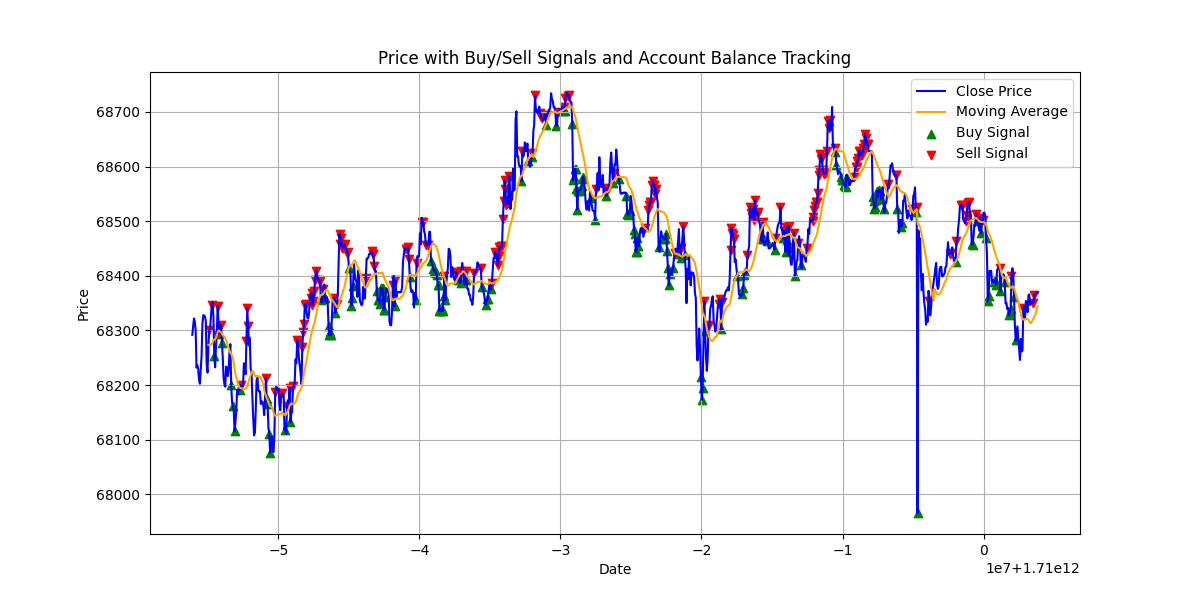 Price with Buy/Sell Signals and Account Balance Tracking
Close Price
Moving Average
Buy Signal
Sell Signal
Price
68700
68600
68500
68400
68300
68200
68100
68000
−5 −4 −3 −2 −1 0
1e7+1.71e12
Date